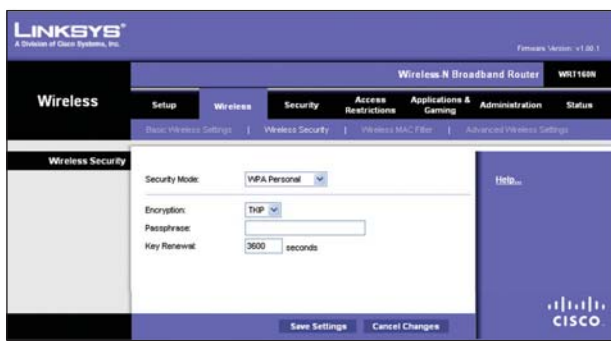 LINKSYS®
A Division of Cisco Systems, Inc.
Firmware Version: v1.00.1
Wireless-N Broadband Router WRT160N
Wireless
Setup Wireless Security Access Restrictions Applications & Gaming Administration Status
Basic Wireless Settings | Wireless Security | Wireless MAC Filter | Advanced Wireless Settings
Wireless Security
Security Mode: WPA Personal
Help...
Encryption: TKIP
Passphrase:
Key Renewal: 3600 seconds
Save Settings Cancel Changes
CISCO.